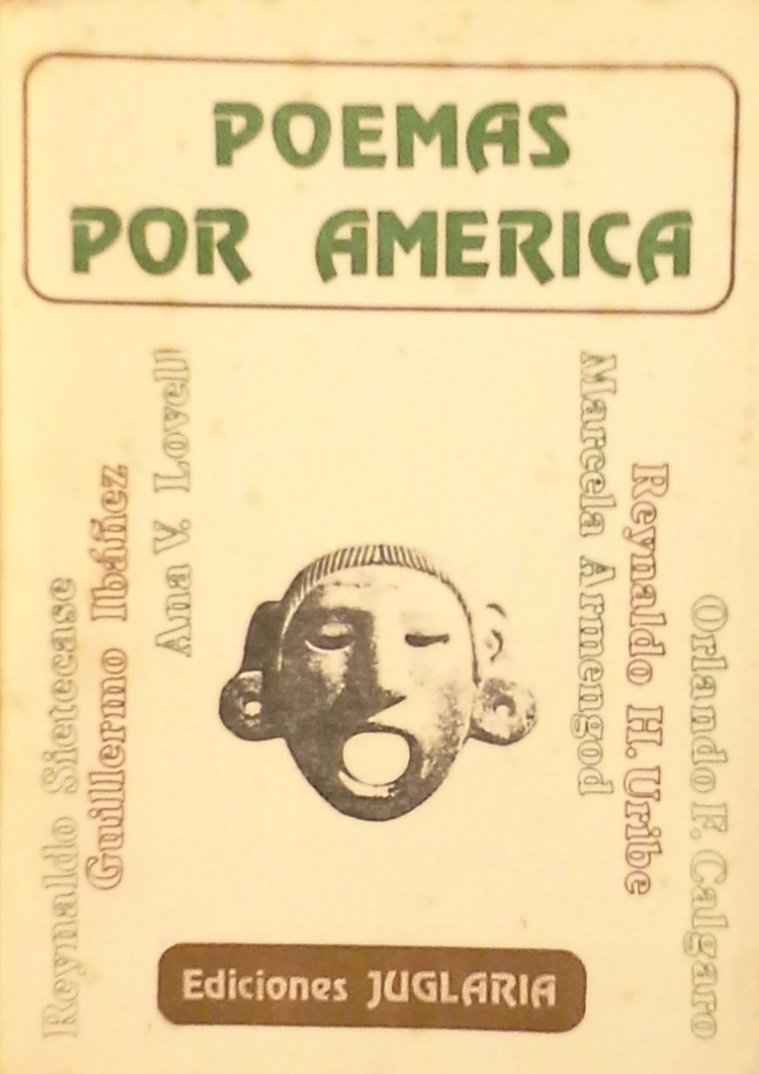 POEMAS
POR AMERICA
Reynaldo Sietecase
Guillermo Ibáñez
Ana V. Lovell
Marcela Armengod
Reynaldo H. Uribe
Orlando F. Calgaro
Ediciones JUGLARIA